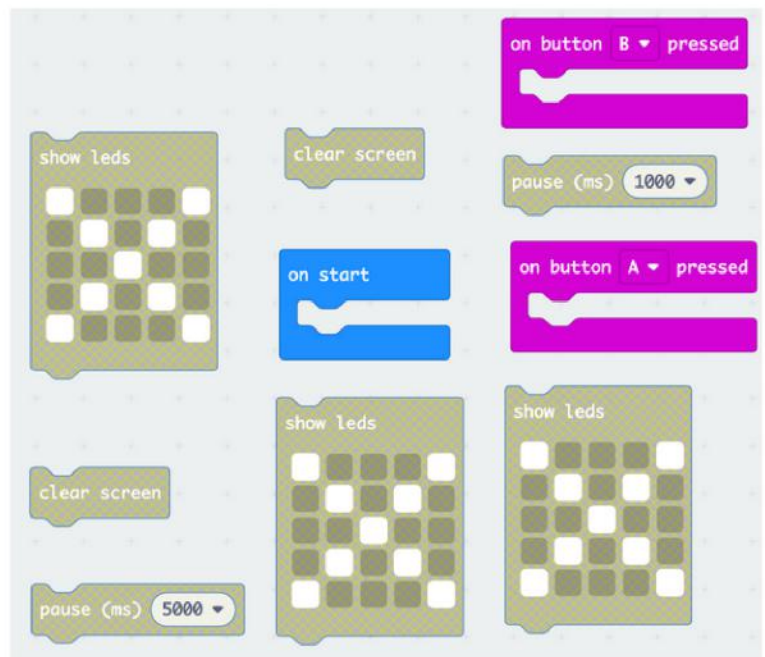 on button B pressed
show leds
clear screen
pause (ms) 1000
on start
on button A pressed
show leds
show leds
clear screen
pause (ms) 5000